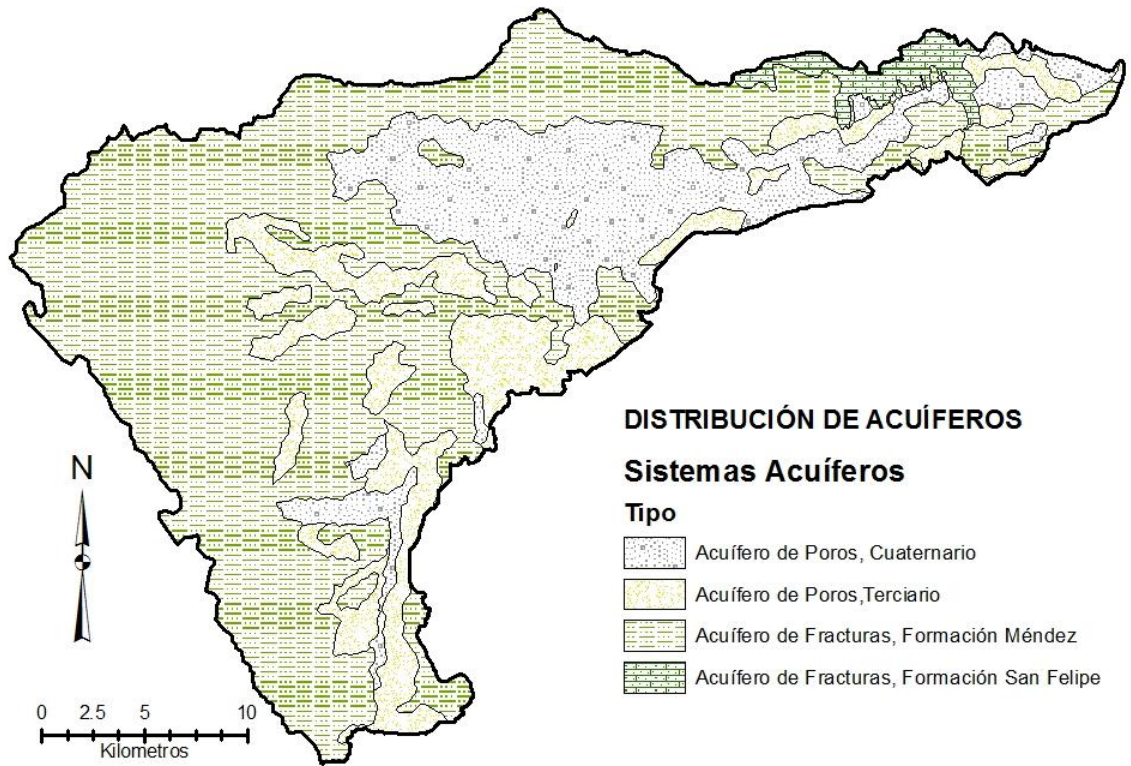 DISTRIBUCIÓN DE ACUÍFEROS
Sistemas Acuíferos
Tipo
Acuífero de Poros, Cuaternario
Acuífero de Poros,Terciario
Acuífero de Fracturas, Formación Méndez
Acuífero de Fracturas, Formación San Felipe
N
0 2.5 5 10
Kilometros